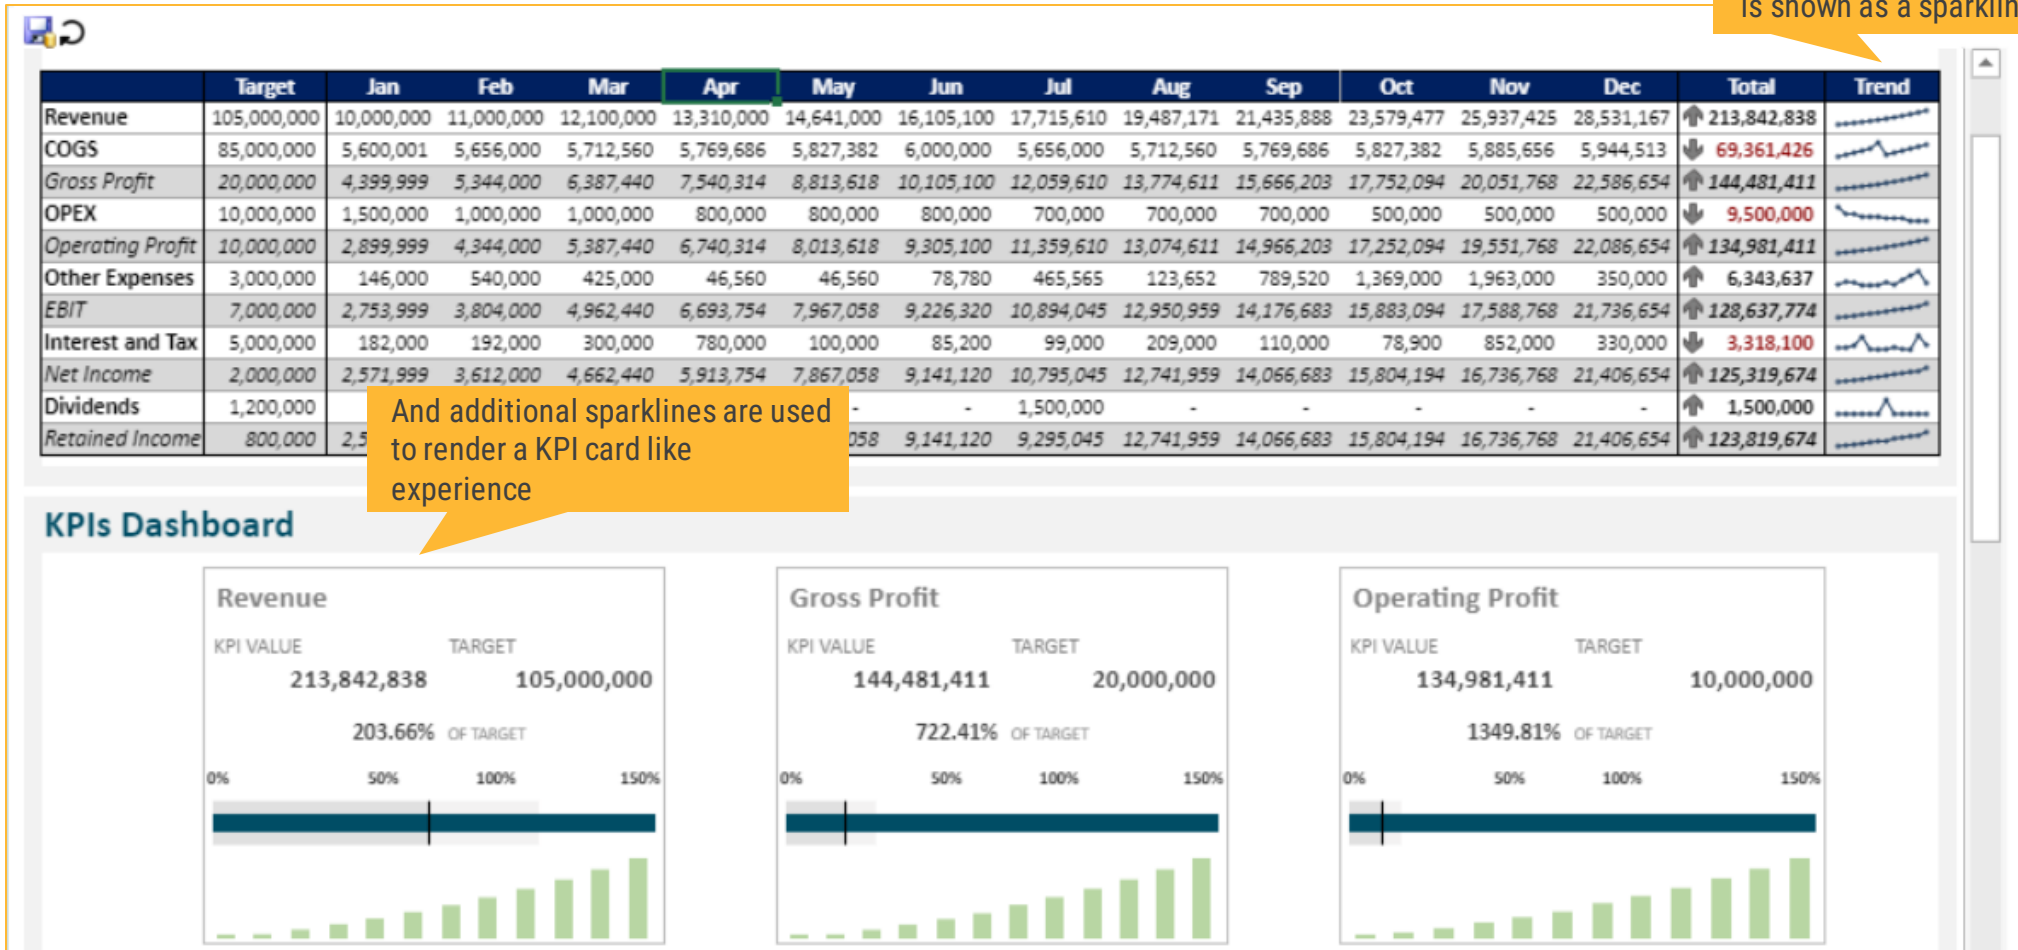 is shown as a sparklin
Target Jan Feb Mar Apr May Jun Jul Aug Sep Oct Nov Dec Total Trend
Revenue 105,000,000 10,000,000 11,000,000 12,100,000 13,310,000 14,641,000 16,105,100 17,715,610 19,487,171 21,435,888 23,579,477 25,937,425 28,531,167 213,842,838
COGS 85,000,000 5,600,001 5,656,000 5,712,560 5,769,686 5,827,382 6,000,000 5,656,000 5,712,560 5,769,686 5,827,382 5,885,656 5,944,513 69,361,426
Gross Profit 20,000,000 4,399,999 5,344,000 6,387,440 7,540,314 8,813,618 10,105,100 12,059,610 13,774,611 15,666,203 17,752,094 20,051,768 22,586,654 144,481,411
OPEX 10,000,000 1,500,000 1,000,000 1,000,000 800,000 800,000 800,000 700,000 700,000 700,000 500,000 500,000 500,000 9,500,000
Operating Profit 10,000,000 2,899,999 4,344,000 5,387,440 6,740,314 8,013,618 9,305,100 11,359,610 13,074,611 14,966,203 17,252,094 19,551,768 22,086,654 134,981,411
Other Expenses 3,000,000 146,000 540,000 425,000 46,560 46,560 78,780 465,565 123,652 789,520 1,369,000 1,963,000 350,000 6,343,637
EBIT 7,000,000 2,753,999 3,804,000 4,962,440 6,693,754 7,967,058 9,226,320 10,894,045 12,950,959 14,176,683 15,883,094 17,588,768 21,736,654 128,637,774
Interest and Tax 5,000,000 182,000 192,000 300,000 780,000 100,000 85,200 99,000 209,000 110,000 78,900 852,000 330,000 3,318,100
Net Income 2,000,000 2,571,999 3,612,000 4,662,440 5,913,754 7,867,058 9,141,120 10,795,045 12,741,959 14,066,683 15,804,194 16,736,768 21,406,654 125,319,674
Dividends 1,200,000 - - 1,500,000 - - - - - 1,500,000
Retained Income 800,000 2,5 058 9,141,120 9,295,045 12,741,959 14,066,683 15,804,194 16,736,768 21,406,654 123,819,674
And additional sparklines are used
to render a KPI card like
experience
KPIs Dashboard
Revenue
KPI VALUE TARGET
213,842,838 105,000,000
203.66% OF TARGET
0% 50% 100% 150%
Gross Profit
KPI VALUE TARGET
144,481,411 20,000,000
722.41% OF TARGET
0% 50% 100% 150%
Operating Profit
KPI VALUE TARGET
134,981,411 10,000,000
1349.81% OF TARGET
0% 50% 100% 150%